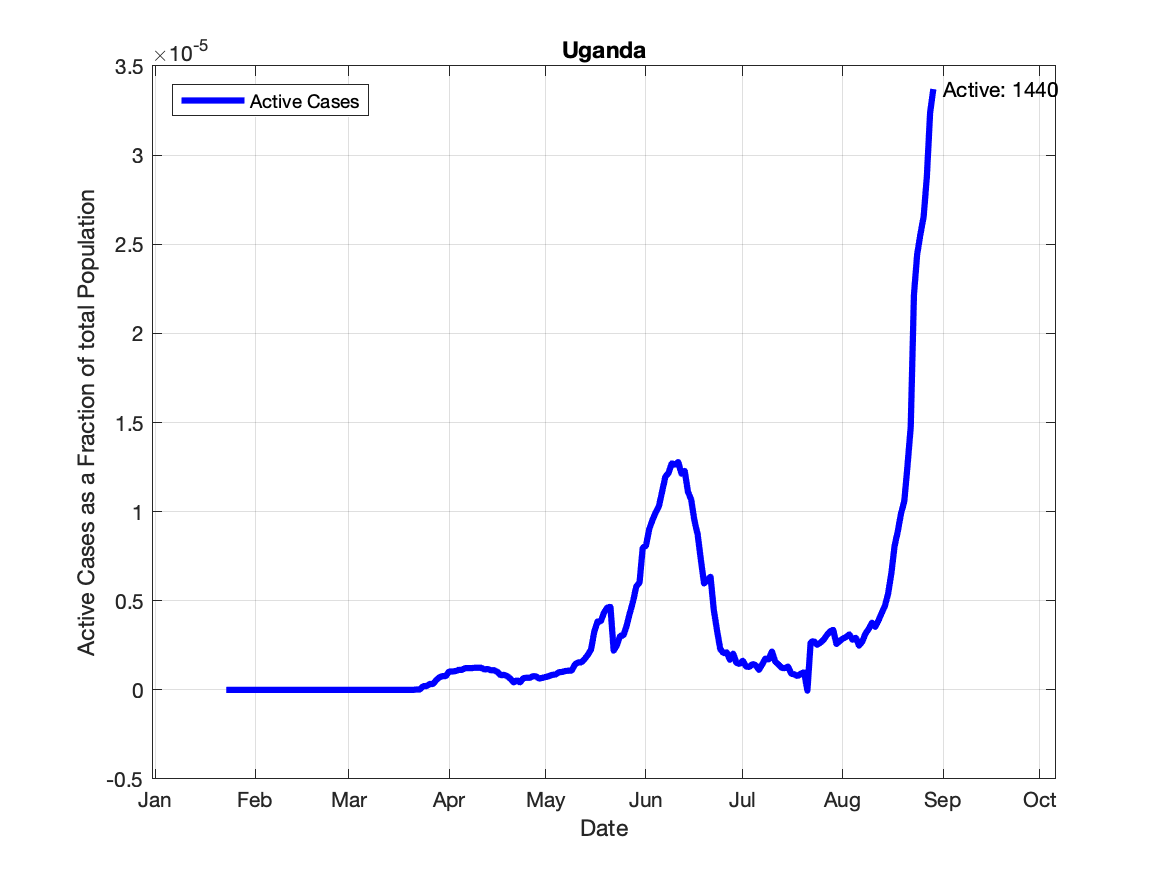 Uganda
×10-5
3.5
3
2.5
2
1.5
1
0.5
0
-0.5
Active Cases
Active: 1440
Active Cases as a Fraction of total Population
Jan Feb Mar Apr May Jun Jul Aug Sep Oct
Date